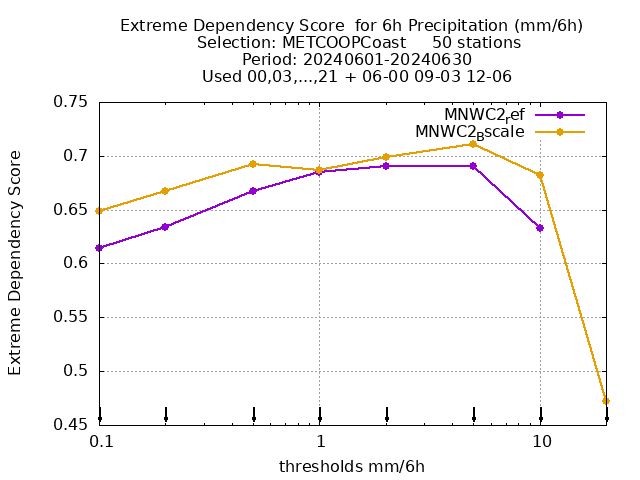 Extreme Dependency Score  for 6h Precipitation (mm/6h)
Selection: METCOOPCoast     50 stations
Period: 20240601-20240630
Used 00,03,...,21 + 06-00 09-03 12-06
MNWC2ref
MNWC2Bscale
Extreme Dependency Score
0.75
0.7
0.65
0.6
0.55
0.5
0.45
0.1 1 10
thresholds mm/6h